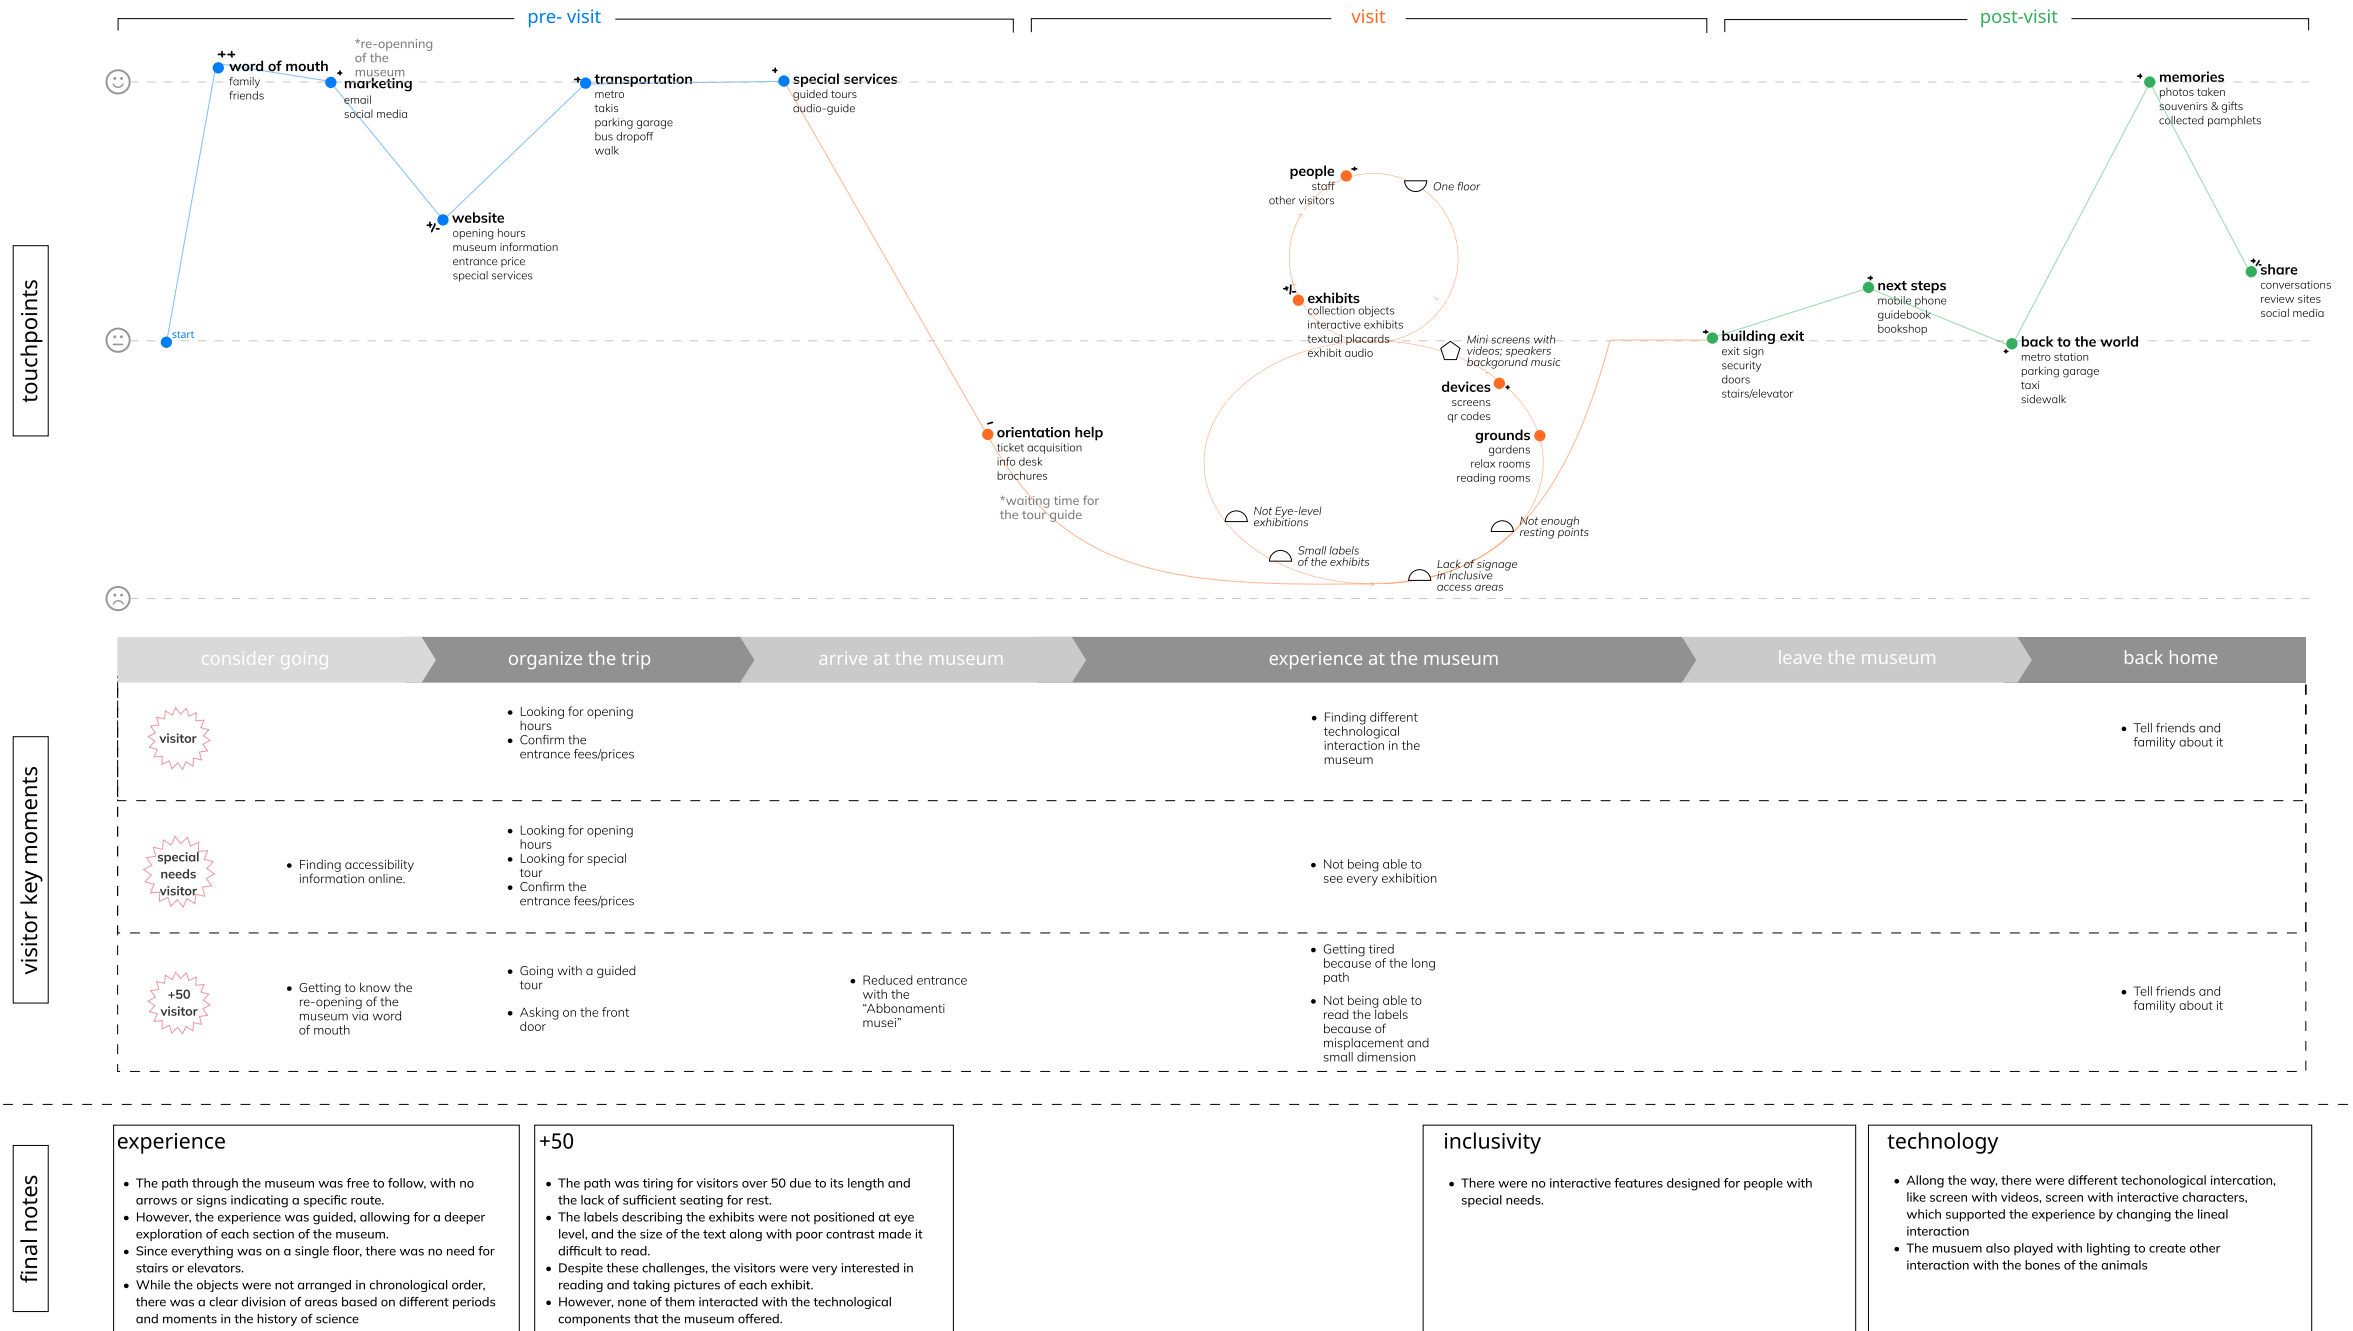 pre- visit
visit
post-visit
touchpoints
++
word of mouth
family
friends
*re-openning
of the
museum
+
marketing
email
social media
+/-
website
opening hours
museum information
entrance price
special services
+
transportation
metro
takis
parking garage
bus dropoff
walk
+
special services
guided tours
audio-guide
start
-
orientation help
ticket acquisition
info desk
brochures
*waiting time for
the tour guide
people
+
staff
other visitors
One floor
+/-
exhibits
collection objects
interactive exhibits
textual placards
exhibit audio
Mini screens with
videos; speakers
backgorund music
devices
+
screens
qr codes
grounds
gardens
relax rooms
reading rooms
Not Eye-level
exhibitions
Small labels
of the exhibits
Lack of signage
in inclusive
access areas
Not enough
resting points
+
building exit
exit sign
security
doors
stairs/elevator
+
next steps
mobile phone
guidebook
bookshop
+
back to the world
metro station
parking garage
taxi
sidewalk
+
memories
photos taken
souvenirs & gifts
collected pamphlets
+/-
share
conversations
review sites
social media
consider going
organize the trip
arrive at the museum
experience at the museum
leave the museum
back home
visitor key moments
visitor
• Looking for opening
hours
• Confirm the
entrance fees/prices
• Finding different
technological
interaction in the
museum
• Tell friends and
famility about it
special
needs
visitor
• Finding accessibility
information online.
• Looking for opening
hours
• Looking for special
tour
• Confirm the
entrance fees/prices
• Not being able to
see every exhibition
+50
visitor
• Getting to know the
re-opening of the
museum via word
of mouth
• Going with a guided
tour
• Asking on the front
door
• Reduced entrance
with the
“Abbonamenti
musei”
• Getting tired
because of the long
path
• Not being able to
read the labels
because of
misplacement and
small dimension
• Tell friends and
famility about it
final notes
experience
• The path through the museum was free to follow, with no
arrows or signs indicating a specific route.
• However, the experience was guided, allowing for a deeper
exploration of each section of the museum.
• Since everything was on a single floor, there was no need for
stairs or elevators.
• While the objects were not arranged in chronological order,
there was a clear division of areas based on different periods
and moments in the history of science
+50
• The path was tiring for visitors over 50 due to its length and
the lack of sufficient seating for rest.
• The labels describing the exhibits were not positioned at eye
level, and the size of the text along with poor contrast made it
difficult to read.
• Despite these challenges, the visitors were very interested in
reading and taking pictures of each exhibit.
• However, none of them interacted with the technological
components that the museum offered.
inclusivity
• There were no interactive features designed for people with
special needs.
technology
• Allong the way, there were different techonological intercation,
like screen with videos, screen with interactive characters,
which supported the experience by changing the lineal
interaction
• The musuem also played with lighting to create other
interaction with the bones of the animals